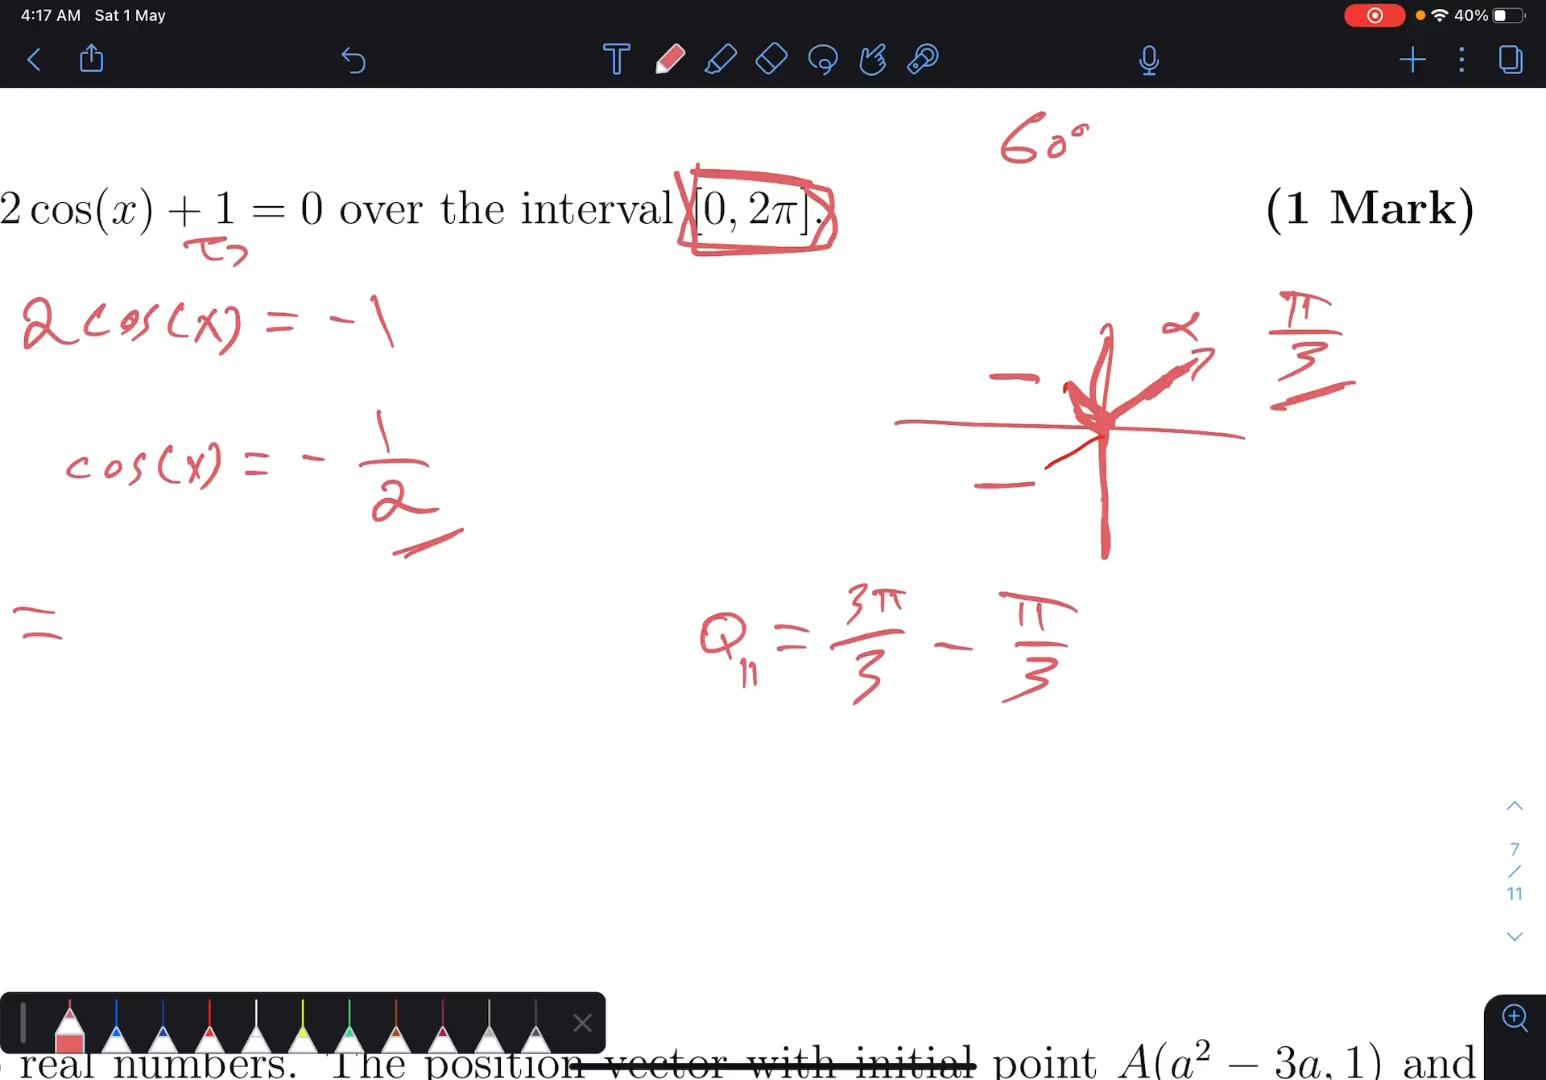 4:17 AM Sat 1 May
40%
60°
2 cos(x) + 1 = 0 over the interval [0, 2π].
(1 Mark)
2 cos(x) = -1
α
π/3
cos(x) = - 1/2
=
Q11 = 3π/3 - π/3
7
/
11
real numbers. The position vector with initial point A(a² − 3a, 1) and